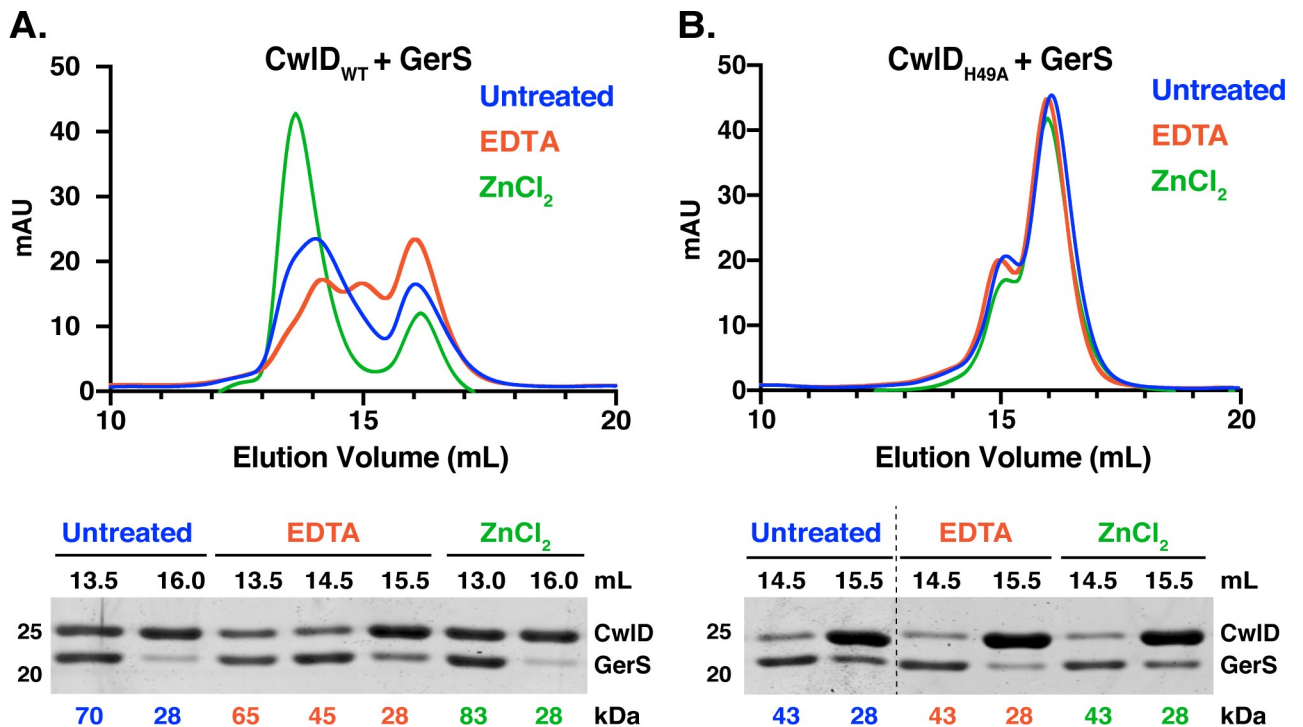 A.
CwlD_WT + GerS
Untreated
EDTA
ZnCl₂
mAU
50
40
30
20
10
0
10 15 20
Elution Volume (mL)
Untreated EDTA ZnCl₂
13.5 16.0 13.5 14.5 15.5 13.0 16.0 mL
25 CwlD
20 GerS
70 28 65 45 28 83 28 kDa
B.
CwlD_H49A + GerS
Untreated
EDTA
ZnCl₂
mAU
50
40
30
20
10
0
10 15 20
Elution Volume (mL)
Untreated EDTA ZnCl₂
14.5 15.5 14.5 15.5 14.5 15.5 mL
25 CwlD
20 GerS
43 28 43 28 43 28 kDa